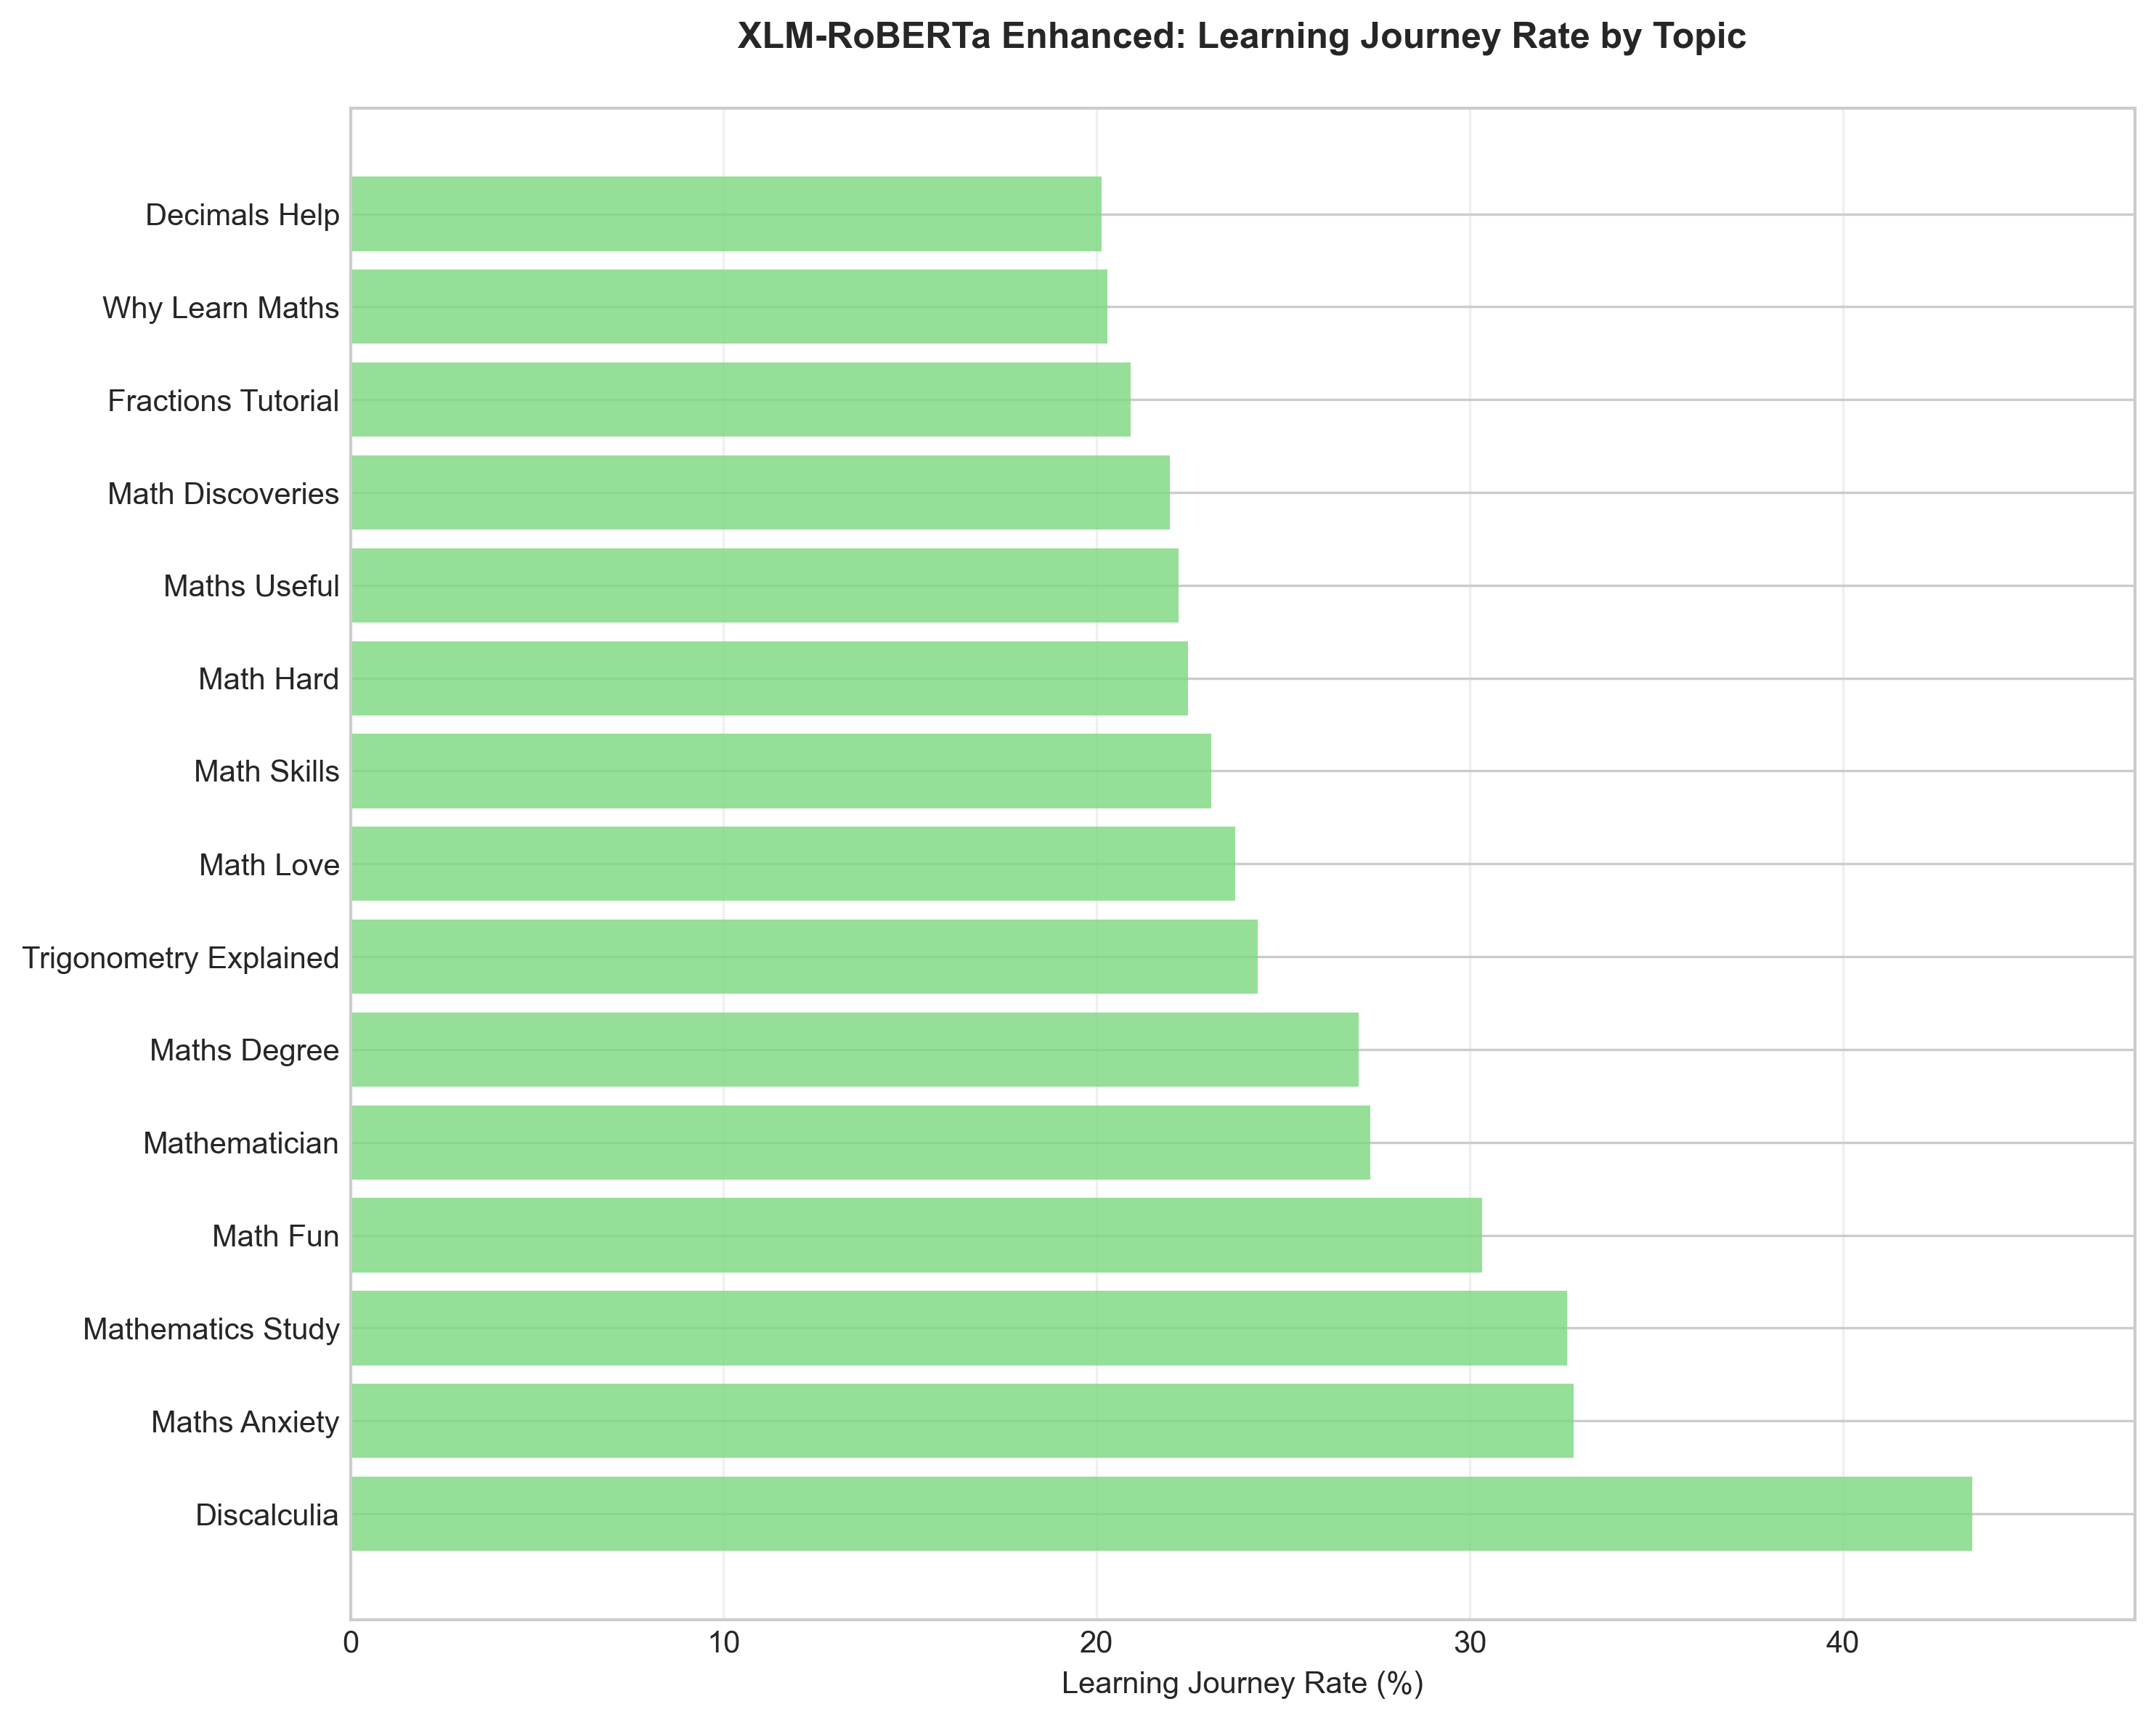 XLM-RoBERTa Enhanced: Learning Journey Rate by Topic
Decimals Help
Why Learn Maths
Fractions Tutorial
Math Discoveries
Maths Useful
Math Hard
Math Skills
Math Love
Trigonometry Explained
Maths Degree
Mathematician
Math Fun
Mathematics Study
Maths Anxiety
Discalculia
0 10 20 30 40
Learning Journey Rate (%)